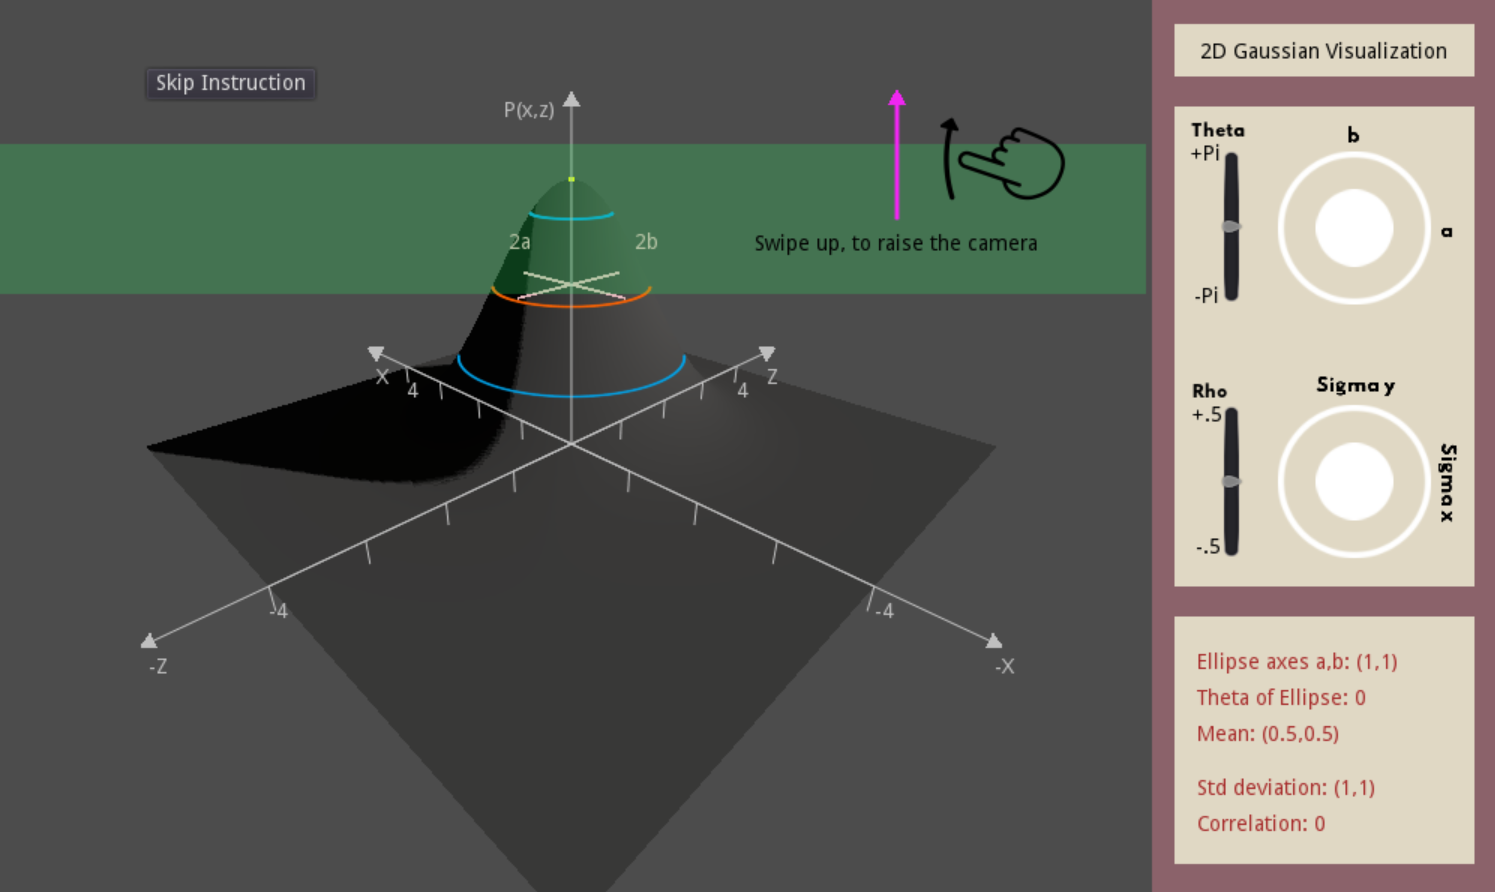 2D Gaussian Visualization
Skip Instruction
P(x,z)
Swipe up, to raise the camera
2a
2b
X
4
Z
4
-4
-4
-Z
-X
Theta
+Pi
-Pi
b
a
Rho
+.5
-.5
Sigma y
Sigma x
Ellipse axes a,b: (1,1)
Theta of Ellipse: 0
Mean: (0.5,0.5)
Std deviation: (1,1)
Correlation: 0